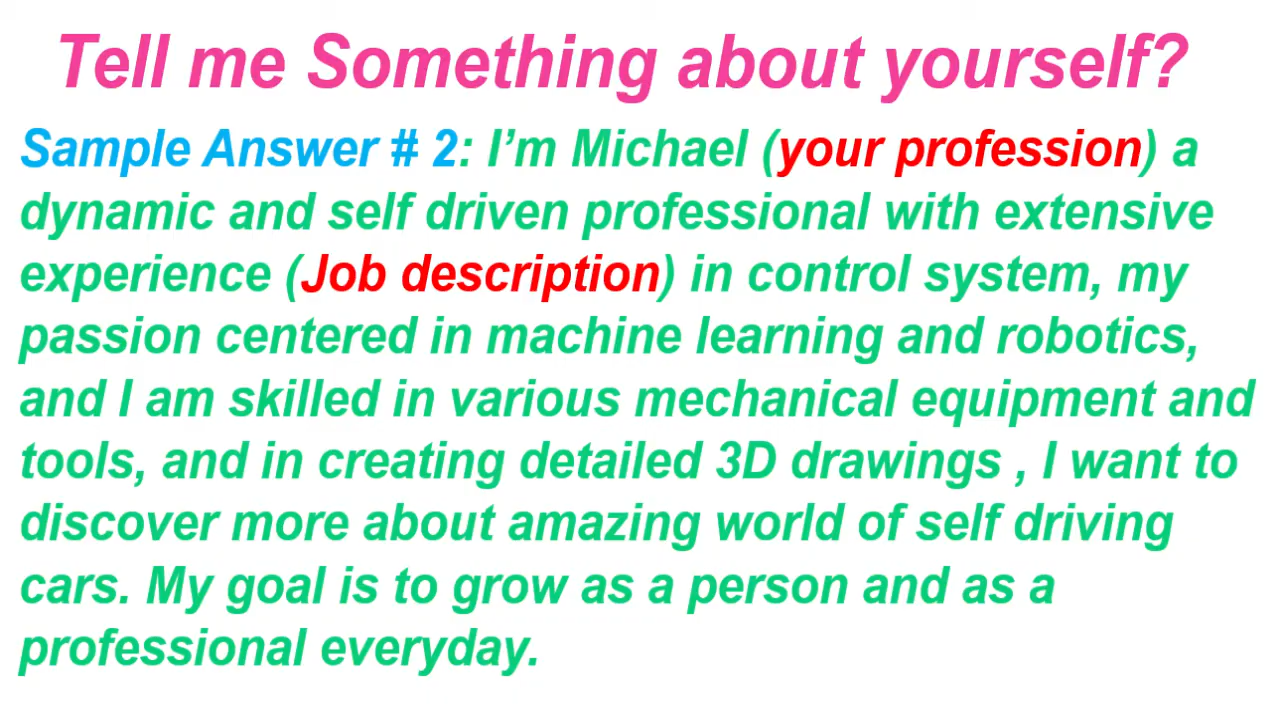 Tell me Something about yourself?
Sample Answer # 2: I’m Michael (your profession) a
dynamic and self driven professional with extensive
experience (Job description) in control system, my
passion centered in machine learning and robotics,
and I am skilled in various mechanical equipment and
tools, and in creating detailed 3D drawings , I want to
discover more about amazing world of self driving
cars. My goal is to grow as a person and as a
professional everyday.